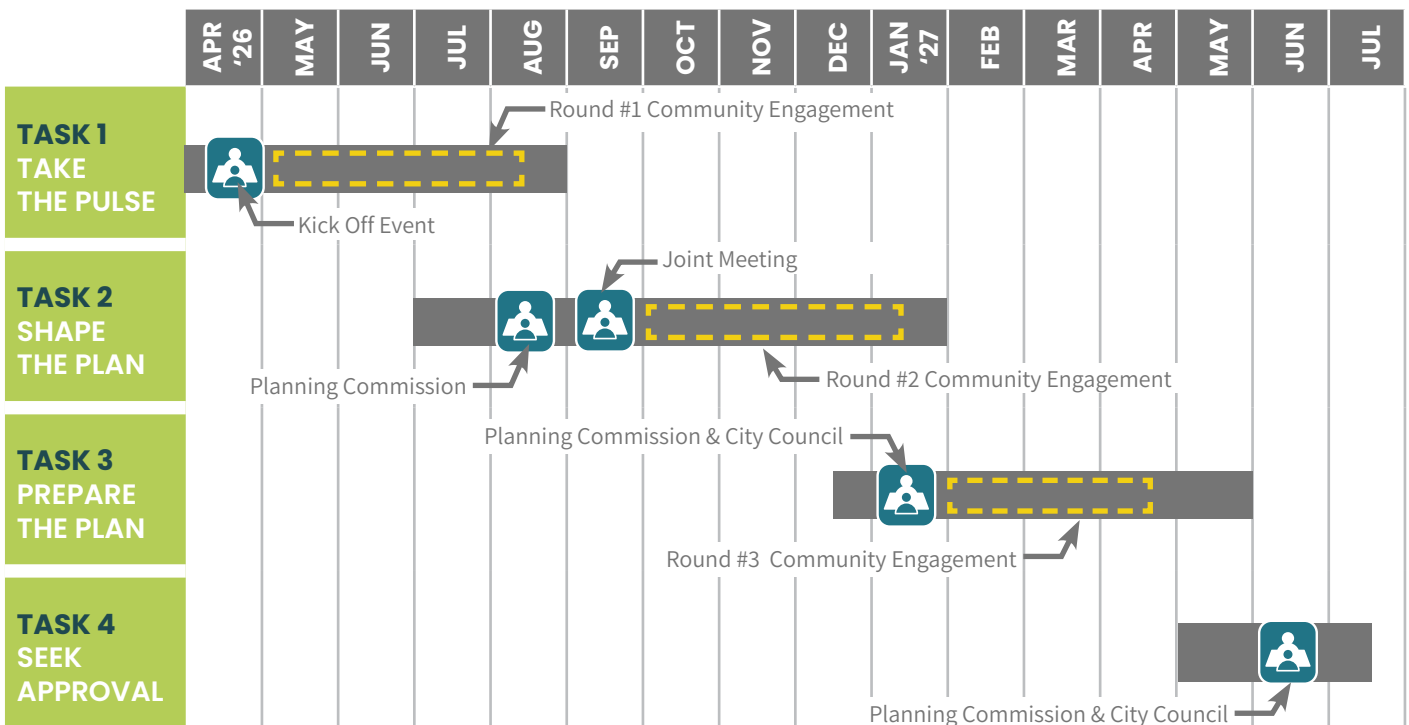 APR '26
MAY
JUN
JUL
AUG
SEP
OCT
NOV
DEC
JAN '27
FEB
MAR
APR
MAY
JUN
JUL
TASK 1
TAKE
THE PULSE
Round #1 Community Engagement
Kick Off Event
TASK 2
SHAPE
THE PLAN
Joint Meeting
Planning Commission
Round #2 Community Engagement
TASK 3
PREPARE
THE PLAN
Planning Commission & City Council
Round #3 Community Engagement
TASK 4
SEEK
APPROVAL
Planning Commission & City Council